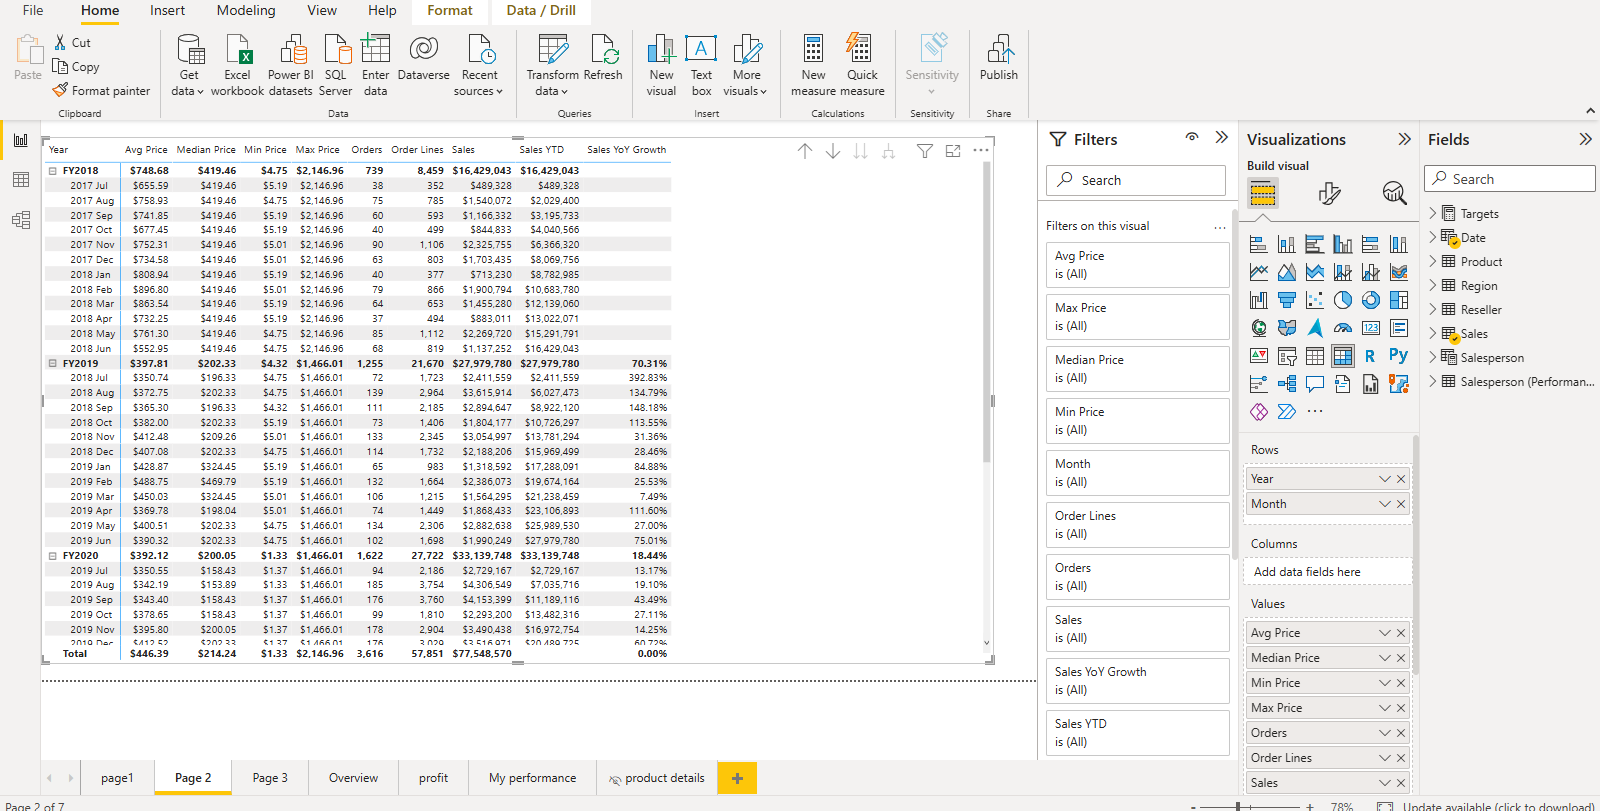 File Home Insert Modeling View Help Format Data / Drill
Paste Cut Copy Format painter
Get data Excel workbook Power BI datasets SQL Server Enter data Dataverse Recent sources
Transform data Refresh
New visual Text box More visuals
New measure Quick measure
Sensitivity
Publish
Clipboard Data Queries Insert Calculations Sensitivity Share
Year Avg Price Median Price Min Price Max Price Orders Order Lines Sales Sales YTD Sales YoY Growth
FY2018 $748.68 $419.46 $4.75 $2,146.96 739 8,459 $16,429,043 $16,429,043
2017 Jul $655.59 $419.46 $5.19 $2,146.96 38 352 $489,328 $489,328
2017 Aug $758.93 $419.46 $4.75 $2,146.96 75 785 $1,540,072 $2,029,400
2017 Sep $741.85 $419.46 $5.19 $2,146.96 60 593 $1,166,332 $3,195,733
2017 Oct $677.45 $419.46 $5.19 $2,146.96 40 499 $844,833 $4,040,566
2017 Nov $752.31 $419.46 $5.01 $2,146.96 90 1,106 $2,325,755 $6,366,320
2017 Dec $734.58 $419.46 $5.01 $2,146.96 63 803 $1,703,435 $8,069,756
2018 Jan $808.94 $419.46 $5.19 $2,146.96 40 377 $713,230 $8,782,985
2018 Feb $896.80 $419.46 $5.01 $2,146.96 79 866 $1,900,794 $10,683,780
2018 Mar $863.54 $419.46 $5.19 $2,146.96 64 653 $1,455,280 $12,139,060
2018 Apr $732.25 $419.46 $5.19 $2,146.96 37 494 $883,011 $13,022,071
2018 May $761.30 $419.46 $4.75 $2,146.96 85 1,112 $2,269,720 $15,291,791
2018 Jun $552.95 $419.46 $4.75 $2,146.96 68 819 $1,137,252 $16,429,043
FY2019 $397.81 $202.33 $4.32 $1,466.01 1,255 21,670 $27,979,780 $27,979,780 70.31%
2018 Jul $350.74 $196.33 $4.75 $1,466.01 72 1,723 $2,411,559 $2,411,559 392.83%
2018 Aug $372.75 $202.33 $4.75 $1,466.01 139 2,964 $3,615,914 $6,027,473 134.79%
2018 Sep $365.30 $196.33 $4.32 $1,466.01 111 2,185 $2,894,647 $8,922,120 148.18%
2018 Oct $382.00 $202.33 $5.19 $1,466.01 73 1,406 $1,804,177 $10,726,297 113.55%
2018 Nov $412.48 $209.26 $5.01 $1,466.01 133 2,345 $3,054,997 $13,781,294 31.36%
2018 Dec $407.08 $202.33 $4.75 $1,466.01 114 1,732 $2,188,206 $15,969,499 28.46%
2019 Jan $428.87 $324.45 $5.19 $1,466.01 65 983 $1,318,592 $17,288,091 84.88%
2019 Feb $488.75 $469.79 $5.19 $1,466.01 132 1,664 $2,386,073 $19,674,164 25.53%
2019 Mar $450.03 $324.45 $5.01 $1,466.01 106 1,215 $1,564,295 $21,238,459 7.49%
2019 Apr $369.78 $198.04 $5.01 $1,466.01 74 1,449 $1,868,433 $23,106,893 111.60%
2019 May $400.51 $202.33 $4.75 $1,466.01 134 2,306 $2,882,638 $25,989,530 27.00%
2019 Jun $390.32 $202.33 $4.75 $1,466.01 102 1,698 $1,990,249 $27,979,780 75.01%
FY2020 $392.12 $200.05 $1.33 $1,466.01 1,622 27,722 $33,139,748 $33,139,748 18.44%
2019 Jul $350.55 $158.43 $1.37 $1,466.01 94 2,186 $2,729,167 $2,729,167 13.17%
2019 Aug $342.19 $153.89 $1.33 $1,466.01 185 3,754 $4,306,549 $7,035,716 19.10%
2019 Sep $343.40 $158.43 $1.37 $1,466.01 176 3,760 $4,153,399 $11,189,116 43.49%
2019 Oct $378.65 $158.43 $1.37 $1,466.01 99 1,810 $2,293,200 $13,482,316 27.11%
2019 Nov $395.80 $200.05 $1.37 $1,466.01 178 2,904 $3,490,438 $16,972,754 14.25%
2019 Dec $412.52 $202.33 $1.37 $1,466.01 176 3,029 $3,516,971 $20,489,725 60.72%
Total $446.39 $214.24 $1.33 $2,146.96 3,616 57,851 $77,548,570 0.00%
Filters
Search
Filters on this visual ...
Avg Price
is (All)
Max Price
is (All)
Median Price
is (All)
Min Price
is (All)
Month
is (All)
Order Lines
is (All)
Orders
is (All)
Sales
is (All)
Sales YoY Growth
is (All)
Sales YTD
is (All)
Visualizations
Build visual
123
R Py
...
Rows
Year
Month
Columns
Add data fields here
Values
Avg Price
Median Price
Min Price
Max Price
Orders
Order Lines
Sales
Fields
Search
Targets
Date
Product
Region
Reseller
Sales
Salesperson
Salesperson (Performan...
page1 Page 2 Page 3 Overview profit My performance product details +
Page 2 of 7 - + 78% Update available (click to download)